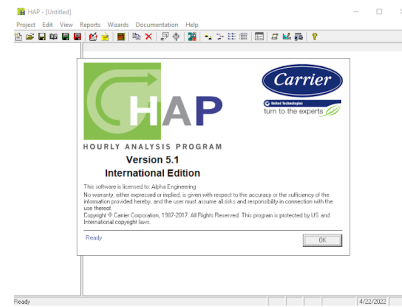 HAP - [Untitled]
Project Edit View Reports Wizards Documentation Help
HAP
Carrier
United Technologies
turn to the experts
HOURLY ANALYSIS PROGRAM
Version 5.1
International Edition
This software is licensed to: Alpha Engineering
No warranty, either expressed or implied, is given with respect to the accuracy or the sufficiency of the
information provided hereby, and the user must assume all risks and responsibility in connection with the
use thereof.
Copyright © Carrier Corporation, 1987-2017. All Rights Reserved. This program is protected by US and
International copyright laws.
Ready
OK
Ready
4/22/2022